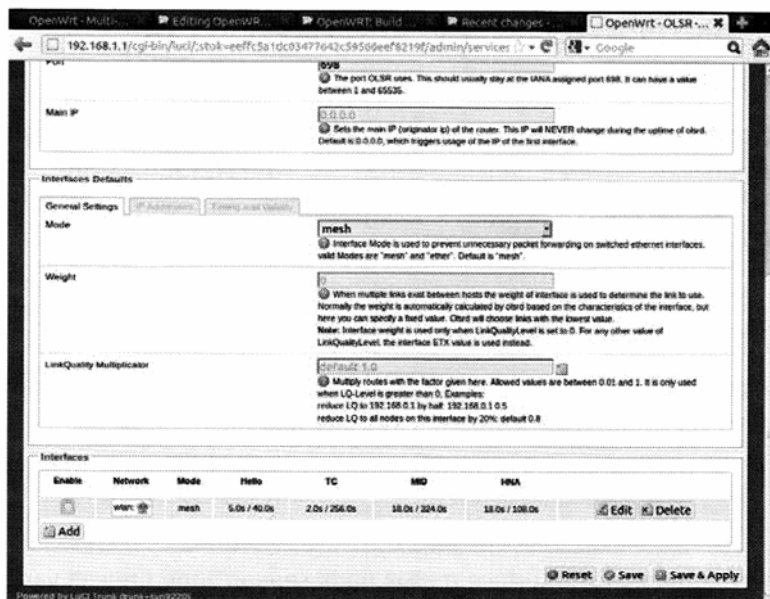 OpenWrt - Multi-... Editing OpenWR... OpenWRT: Build ... Recent changes - ... OpenWrt - OLSR -...
192.168.1.1/cgi-bin/luci/;stok=eeffc5a1dc03477642c5956deef8219f/admin/services Google
Port 698
The port OLSR uses. This should usually stay at the IANA assigned port 698. It can have a value
between 1 and 65535.
Main IP 0.0.0.0
Sets the main IP (originator ip) of the router. This IP will NEVER change during the uptime of olsrd.
Default is 0.0.0.0, which triggers usage of the IP of the first interface.
Interfaces Defaults
General Settings IP Addresses Timing and Validity
Mode mesh
Interface Mode is used to prevent unnecessary packet forwarding on switched ethernet interfaces.
valid Modes are "mesh" and "ether". Default is "mesh".
Weight 0
When multiple links exist between hosts the weight of interface is used to determine the link to use.
Normally the weight is automatically calculated by olsrd based on the characteristics of the interface, but
here you can specify a fixed value. Olsrd will choose links with the lowest value.
Note: Interface weight is used only when LinkQualityLevel is set to 0. For any other value of
LinkQualityLevel, the interface ETX value is used instead.
LinkQuality Multiplicator default 1.0
Multiply routes with the factor given here. Allowed values are between 0.01 and 1. It is only used
when LQ-Level is greater than 0. Examples:
reduce LQ to 192.168.0.1 by half: 192.168.0.1 0.5
reduce LQ to all nodes on this interface by 20%: default 0.8
Interfaces
Enable Network Mode Hello TC MID HNA
wlan: mesh 5.0s / 40.0s 2.0s / 256.0s 18.0s / 324.0s 18.0s / 108.0s Edit Delete
Add
Reset Save Save & Apply
Powered by LuCI Trunk (trunk+svn9220)